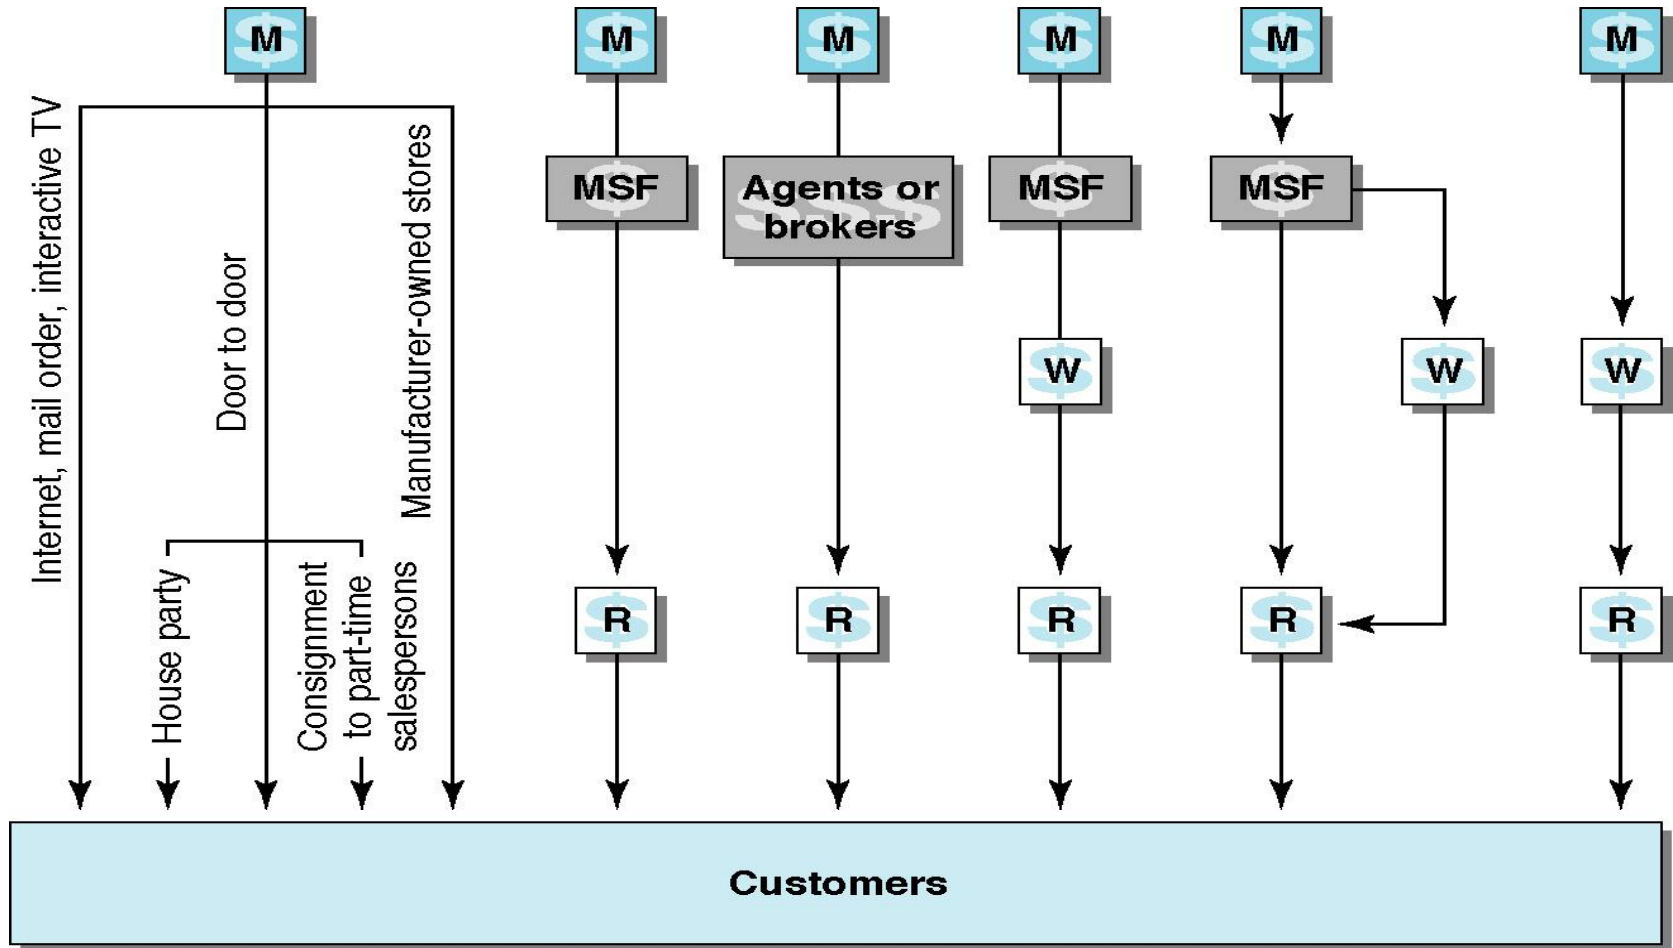 M
M
M
M
M
M
Internet, mail order, interactive TV
Door to door
Manufacturer-owned stores
House party
Consignment
to part-time
salespersons
MSF
Agents or
brokers
MSF
MSF
W
W
W
R
R
R
R
R
Customers